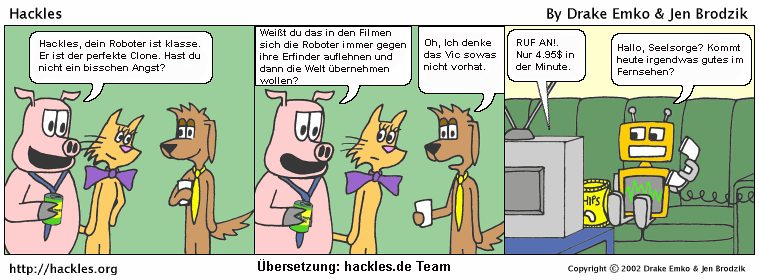 Hackles
By Drake Emko & Jen Brodzik
Hackles, dein Roboter ist klasse.
Er ist der perfekte Clone. Hast du
nicht ein bisschen Angst?
Weißt du das in den Filmen
sich die Roboter immer gegen
ihre Erfinder auflehnen und
dann die Welt übernehmen
wollen?
Oh, Ich denke
das Vic sowas
nicht vorhat.
RUF AN!.
Nur 4.95$ in
der Minute.
Hallo, Seelsorge? Kommt
heute irgendwas gutes im
Fernsehen?
HIPS
http://hackles.org
Übersetzung: hackles.de Team
Copyright © 2002 Drake Emko & Jen Brodzik